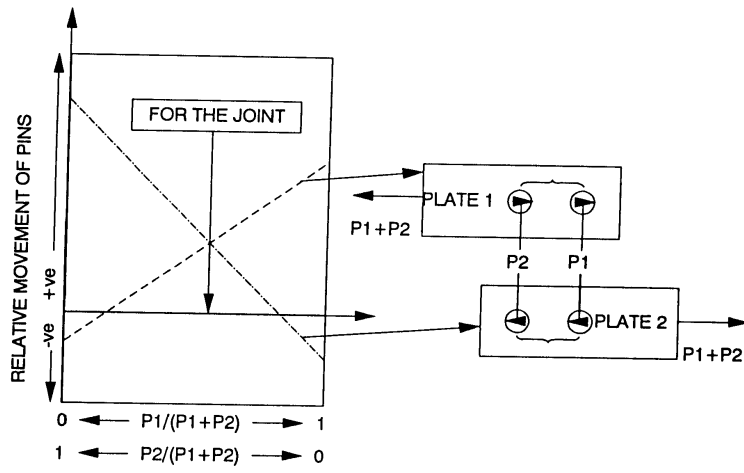 RELATIVE MOVEMENT OF PINS
-ve +ve
FOR THE JOINT
PLATE 1
P1+P2
P2 P1
PLATE 2
P1+P2
0 P1/(P1+P2) 1
1 P2/(P1+P2) 0